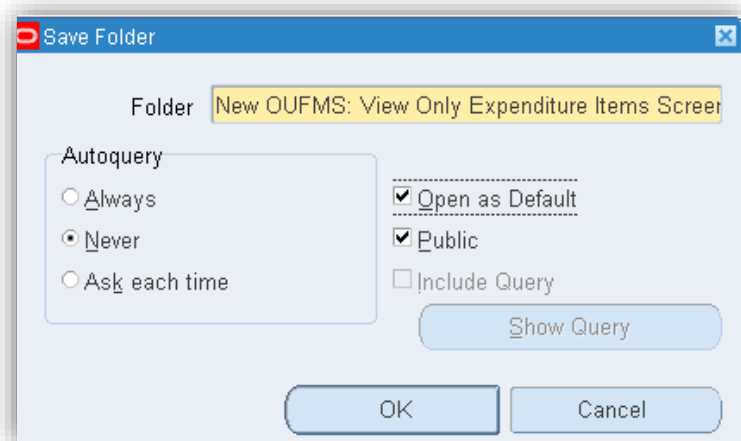 Save Folder
Folder New OUFMS: View Only Expenditure Items Screen
Autoquery
Always
Open as Default
Never
Public
Ask each time
Include Query
Show Query
OK
Cancel